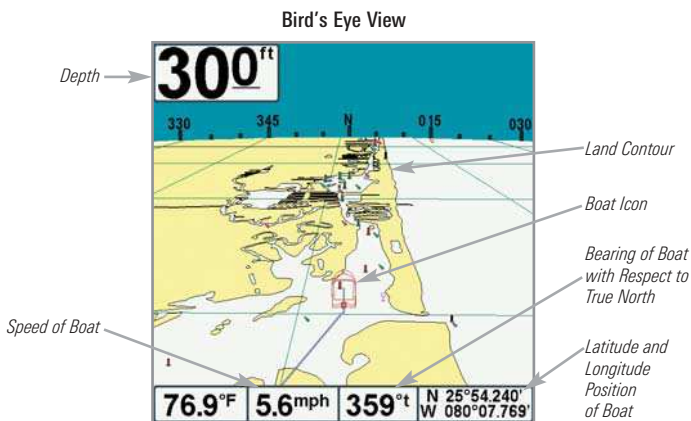 Bird's Eye View
Depth
300 ft
330 345 N 015 030
Land Contour
Boat Icon
Bearing of Boat
with Respect to
True North
Speed of Boat
Latitude and
Longitude
Position
of Boat
76.9°F
5.6mph
359°t
N 25°54.240'
W 080°07.769'